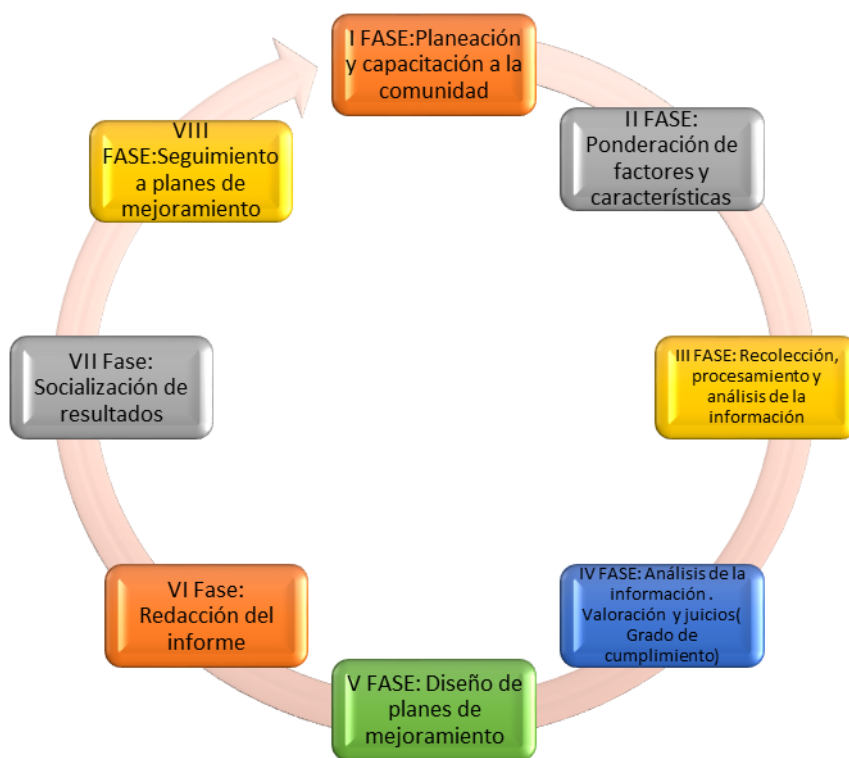 I FASE:Planeación
y capacitación a la
comunidad
II FASE:
Ponderación de
factores y
características
III FASE: Recolección,
procesamiento y
análisis de la
información
IV FASE: Análisis de la
información .
Valoración y juicios(
Grado de
cumplimiento)
V FASE: Diseño de
planes de
mejoramiento
VI Fase:
Redacción del
informe
VII Fase:
Socialización de
resultados
VIII
FASE:Seguimiento
a planes de
mejoramiento